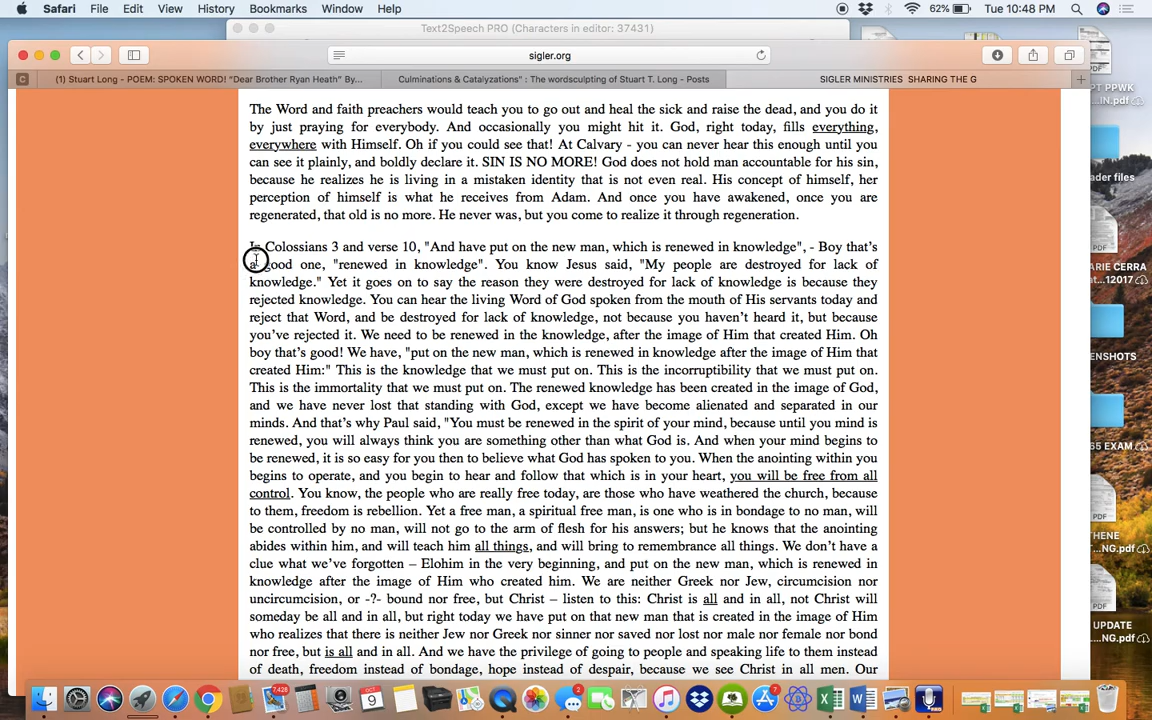 Safari File Edit View History Bookmarks Window Help 62% Tue 10:48 PM
Text2Speech PRO (Characters in editor: 37431)
sigler.org
C (1) Stuart Long - POEM: SPOKEN WORD! "Dear Brother Ryan Heath" By... Culminations & Catalyzations" : The wordsculpting of Stuart T. Long - Posts SIGLER MINISTRIES SHARING THE G
The Word and faith preachers would teach you to go out and heal the sick and raise the dead, and you do it
by just praying for everybody. And occasionally you might hit it. God, right today, fills everything,
everywhere with Himself. Oh if you could see that! At Calvary - you can never hear this enough until you
can see it plainly, and boldly declare it. SIN IS NO MORE! God does not hold man accountable for his sin,
because he realizes he is living in a mistaken identity that is not even real. His concept of himself, her
perception of himself is what he receives from Adam. And once you have awakened, once you are
regenerated, that old is no more. He never was, but you come to realize it through regeneration.
In Colossians 3 and verse 10, "And have put on the new man, which is renewed in knowledge", - Boy that's
a good one, "renewed in knowledge". You know Jesus said, "My people are destroyed for lack of
knowledge." Yet it goes on to say the reason they were destroyed for lack of knowledge is because they
rejected knowledge. You can hear the living Word of God spoken from the mouth of His servants today and
reject that Word, and be destroyed for lack of knowledge, not because you haven't heard it, but because
you've rejected it. We need to be renewed in the knowledge, after the image of Him that created Him. Oh
boy that's good! We have, "put on the new man, which is renewed in knowledge after the image of Him that
created Him:" This is the knowledge that we must put on. This is the incorruptibility that we must put on.
This is the immortality that we must put on. The renewed knowledge has been created in the image of God,
and we have never lost that standing with God, except we have become alienated and separated in our
minds. And that's why Paul said, "You must be renewed in the spirit of your mind, because until you mind is
renewed, you will always think you are something other than what God is. And when your mind begins to
be renewed, it is so easy for you then to believe what God has spoken to you. When the anointing within you
begins to operate, and you begin to hear and follow that which is in your heart, you will be free from all
control. You know, the people who are really free today, are those who have weathered the church, because
to them, freedom is rebellion. Yet a free man, a spiritual free man, is one who is in bondage to no man, will
be controlled by no man, will not go to the arm of flesh for his answers; but he knows that the anointing
abides within him, and will teach him all things, and will bring to remembrance all things. We don't have a
clue what we've forgotten – Elohim in the very beginning, and put on the new man, which is renewed in
knowledge after the image of Him who created him. We are neither Greek nor Jew, circumcision nor
uncircumcision, or -?- bound nor free, but Christ – listen to this: Christ is all and in all, not Christ will
someday be all and in all, but right today we have put on that new man that is created in the image of Him
who realizes that there is neither Jew nor Greek nor sinner nor saved nor lost nor male nor female nor bond
nor free, but is all and in all. And we have the privilege of going to people and speaking life to them instead
of death, freedom instead of bondage, hope instead of despair, because we see Christ in all men. Our
PT PPWK
IN.pdf
ader files
ARIE CERRA
t...12017
ENSHOTS
65 EXAM
THENE
NG.pdf
UPDATE
NG.pdf
PDF
PDF
PDF
PDF
7,428
OCT
9
2
7
PRO